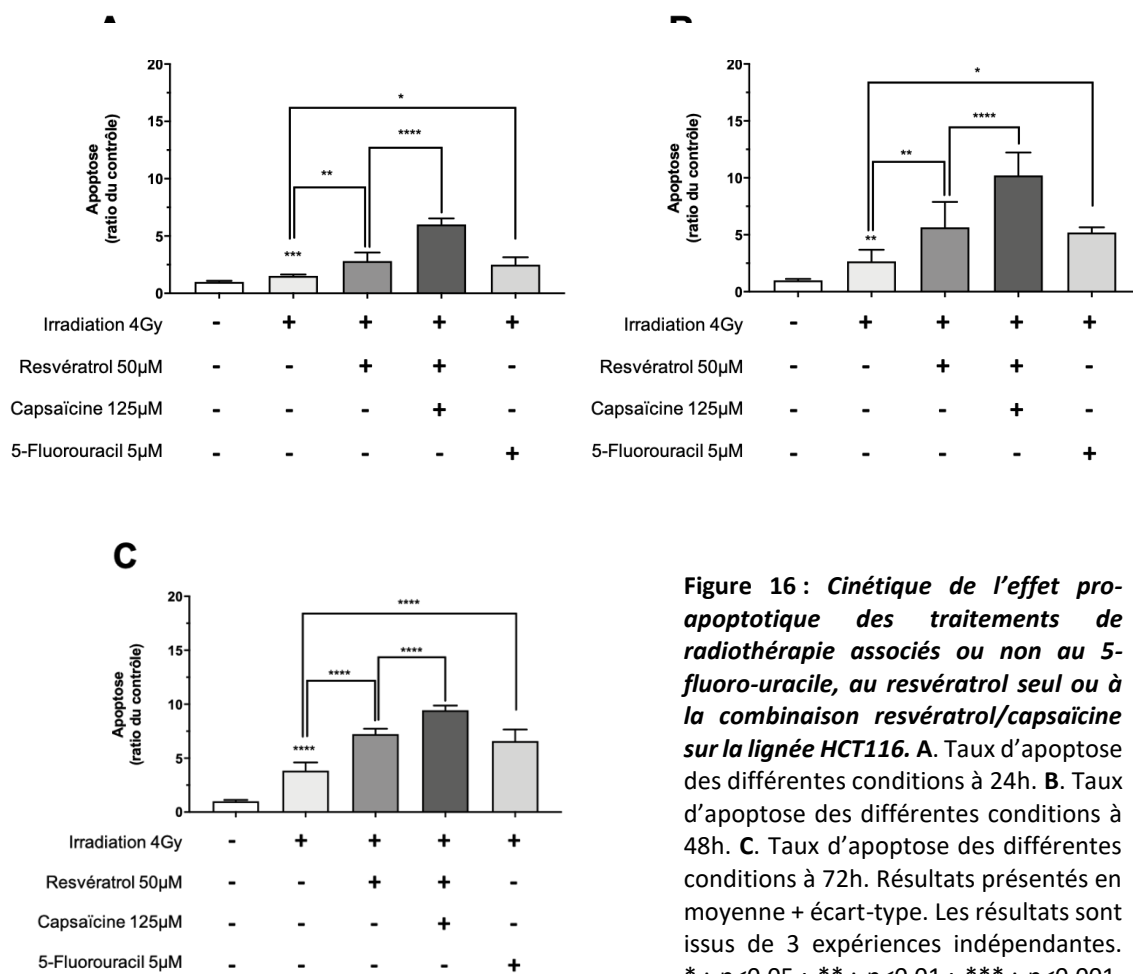 20
15
10
5
0
Apoptose
(ratio du contrôle)
*
****
**
***
Irradiation 4Gy - + + + +
Resvératrol 50µM - - + + -
Capsaïcine 125µM - - - + -
5-Fluorouracil 5µM - - - - +
20
15
10
5
0
Apoptose
(ratio du contrôle)
*
****
**
**
Irradiation 4Gy - + + + +
Resvératrol 50µM - - + + -
Capsaïcine 125µM - - - + -
5-Fluorouracil 5µM - - - - +
C
20
15
10
5
0
Apoptose
(ratio du contrôle)
****
****
****
****
Irradiation 4Gy - + + + +
Resvératrol 50µM - - + + -
Capsaïcine 125µM - - - + -
5-Fluorouracil 5µM - - - - +
Figure 16 : Cinétique de l'effet pro-
apoptotique des traitements de
radiothérapie associés ou non au 5-
fluoro-uracile, au resvératrol seul ou à
la combinaison resvératrol/capsaïcine
sur la lignée HCT116. A. Taux d'apoptose
des différentes conditions à 24h. B. Taux
d'apoptose des différentes conditions à
48h. C. Taux d'apoptose des différentes
conditions à 72h. Résultats présentés en
moyenne + écart-type. Les résultats sont
issus de 3 expériences indépendantes.